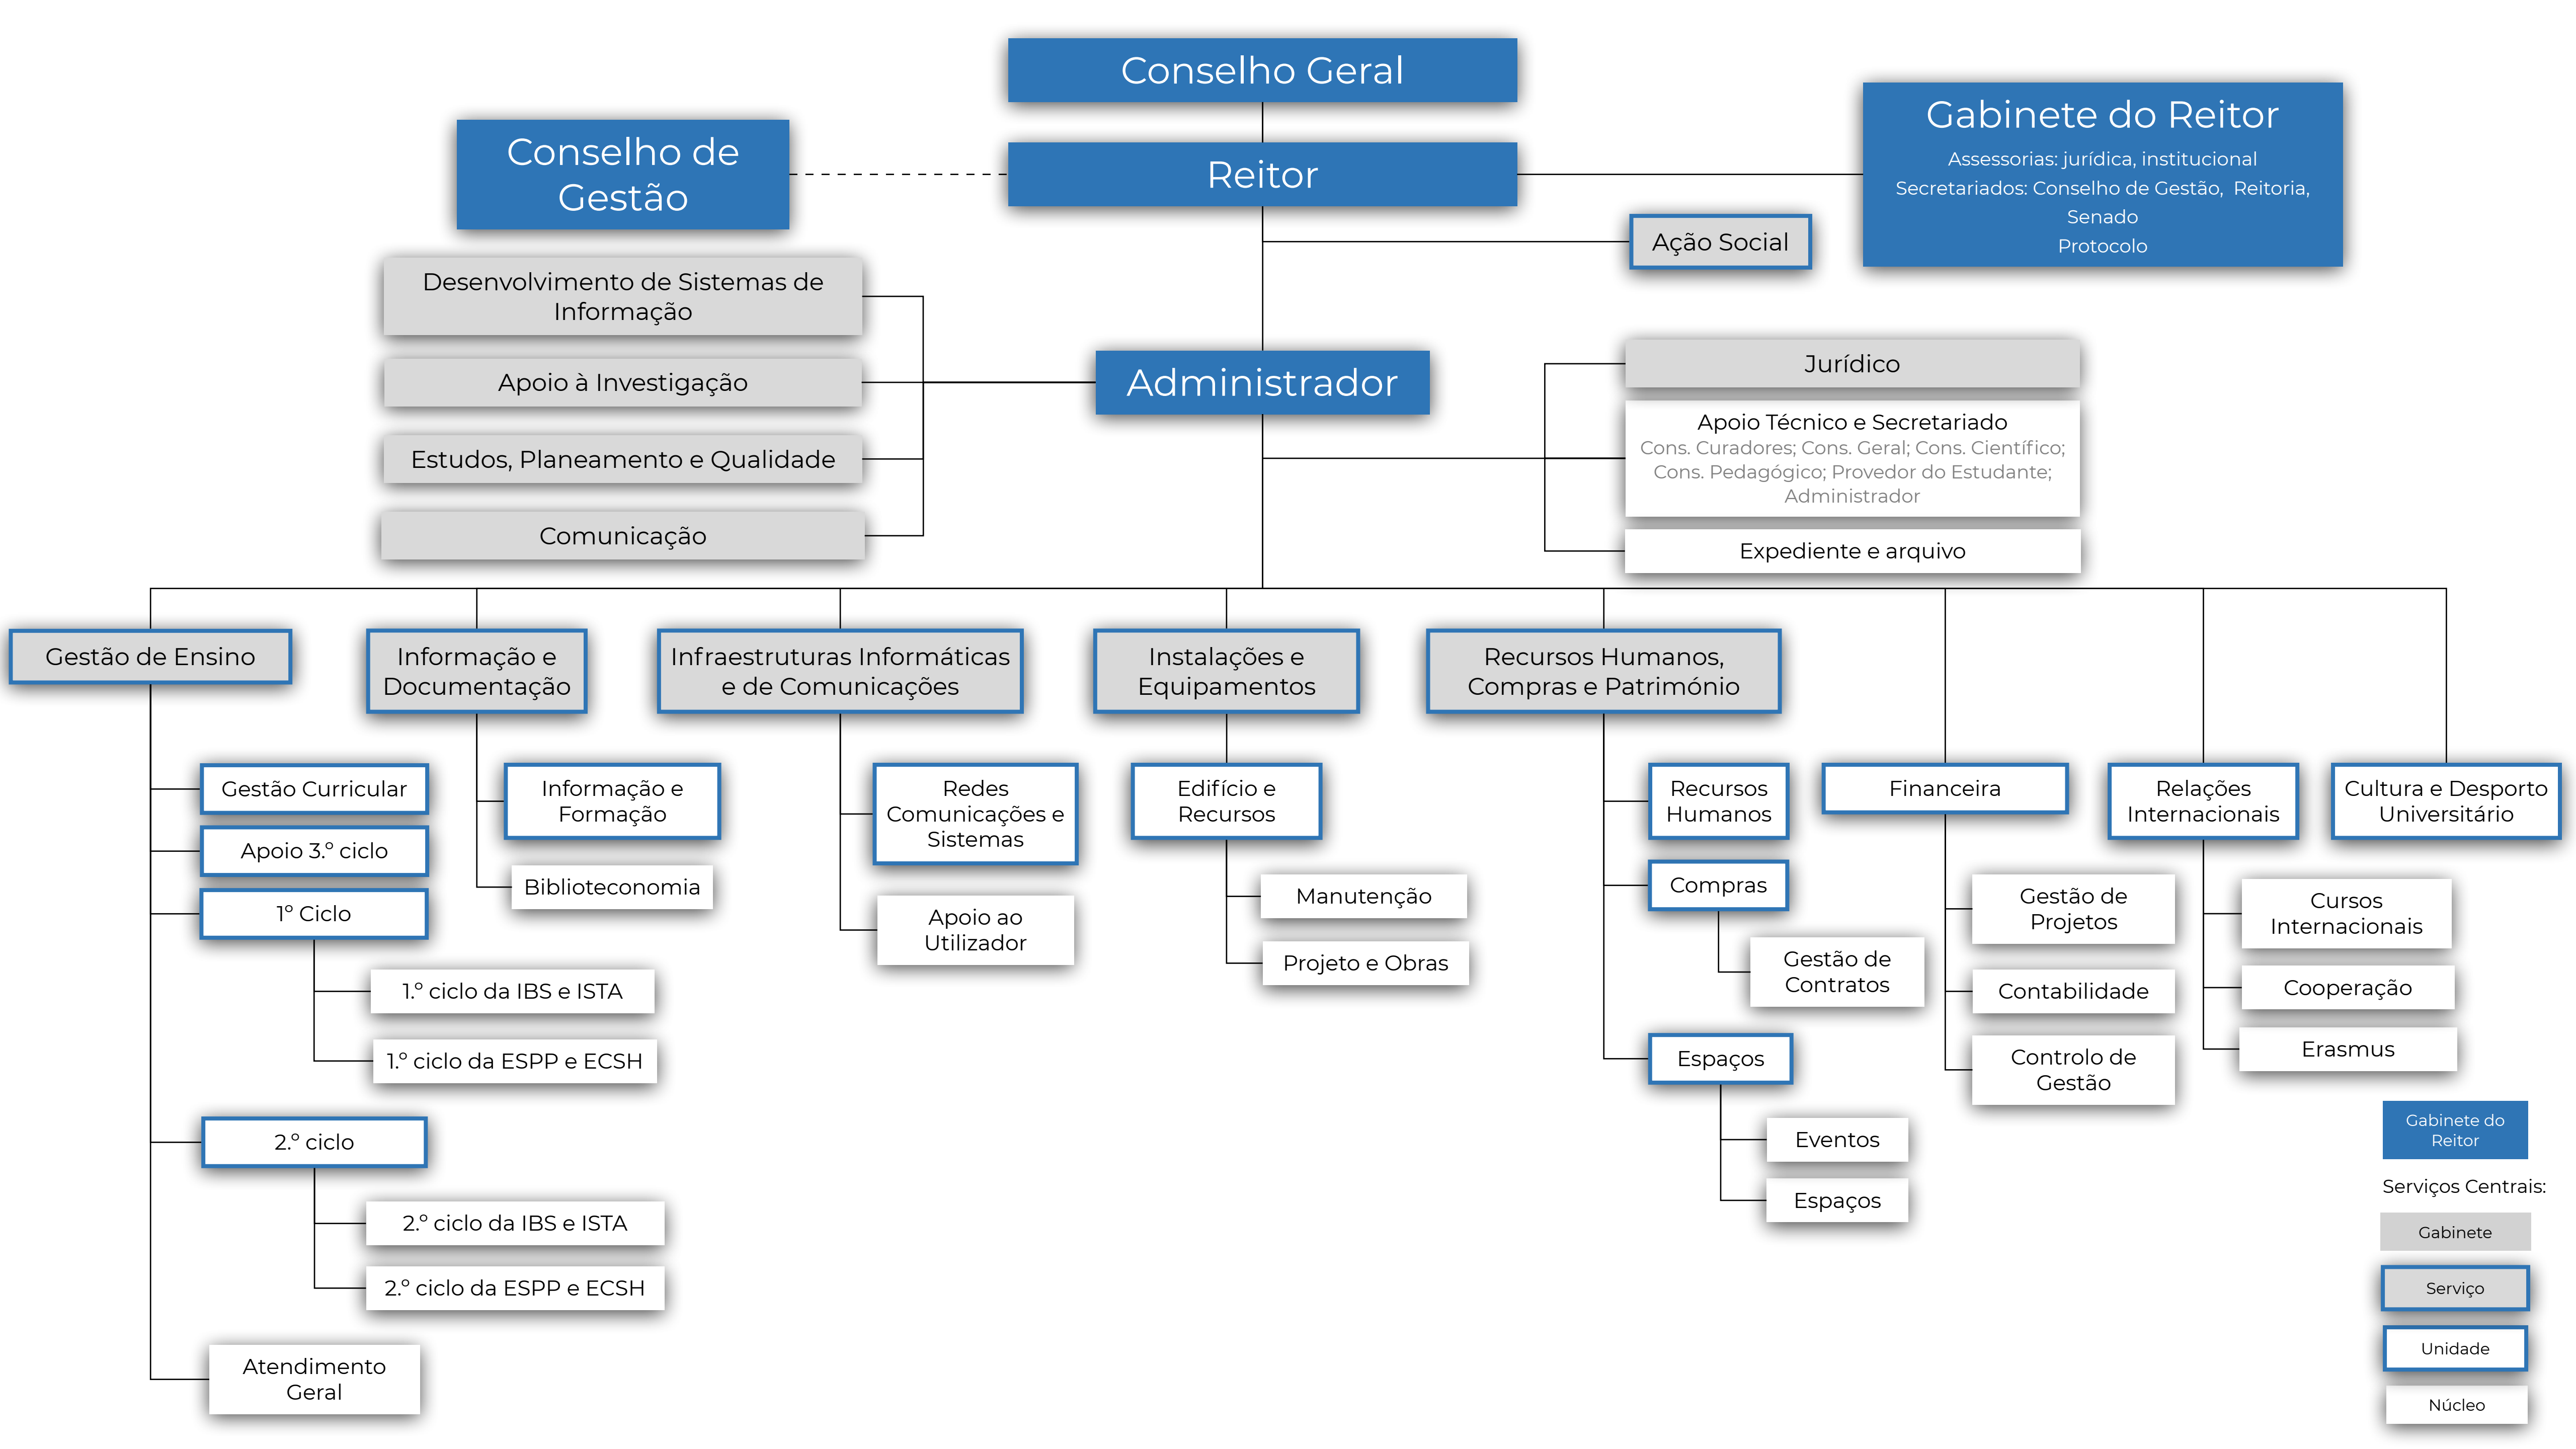 Conselho Geral
Conselho de
Gestão
Reitor
Gabinete do Reitor
Assessorias: jurídica, institucional
Secretariados: Conselho de Gestão,  Reitoria,
Senado
Protocolo
Ação Social
Desenvolvimento de Sistemas de
Informação
Apoio à Investigação
Estudos, Planeamento e Qualidade
Comunicação
Administrador
Jurídico
Apoio Técnico e Secretariado
Cons. Curadores; Cons. Geral; Cons. Científico;
Cons. Pedagógico; Provedor do Estudante;
Administrador
Expediente e arquivo
Gestão de Ensino
Gestão Curricular
Apoio 3.º ciclo
1º Ciclo
1.º ciclo da IBS e ISTA
1.º ciclo da ESPP e ECSH
2.º ciclo
2.º ciclo da IBS e ISTA
2.º ciclo da ESPP e ECSH
Atendimento
Geral
Informação e
Documentação
Informação e
Formação
Biblioteconomia
Infraestruturas Informáticas
e de Comunicações
Redes
Comunicações e
Sistemas
Apoio ao
Utilizador
Instalações e
Equipamentos
Edifício e
Recursos
Manutenção
Projeto e Obras
Recursos Humanos,
Compras e Património
Recursos
Humanos
Compras
Gestão de
Contratos
Espaços
Eventos
Espaços
Financeira
Gestão de
Projetos
Contabilidade
Controlo de
Gestão
Relações
Internacionais
Cursos
Internacionais
Cooperação
Erasmus
Cultura e Desporto
Universitário
Gabinete do
Reitor
Serviços Centrais:
Gabinete
Serviço
Unidade
Núcleo